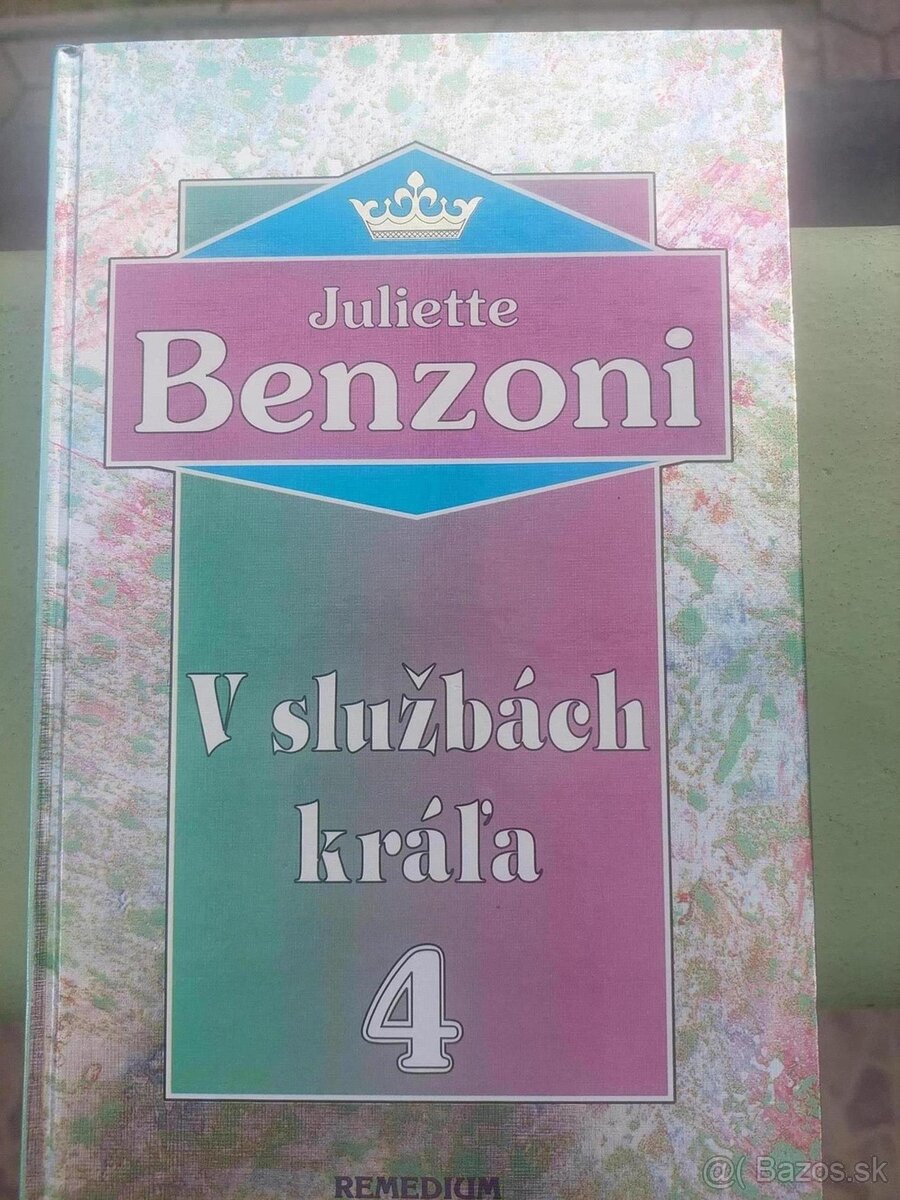 Juliette
Benzoni
V službách
kráľa
4
REMEDIUM
@( Bazos.sk